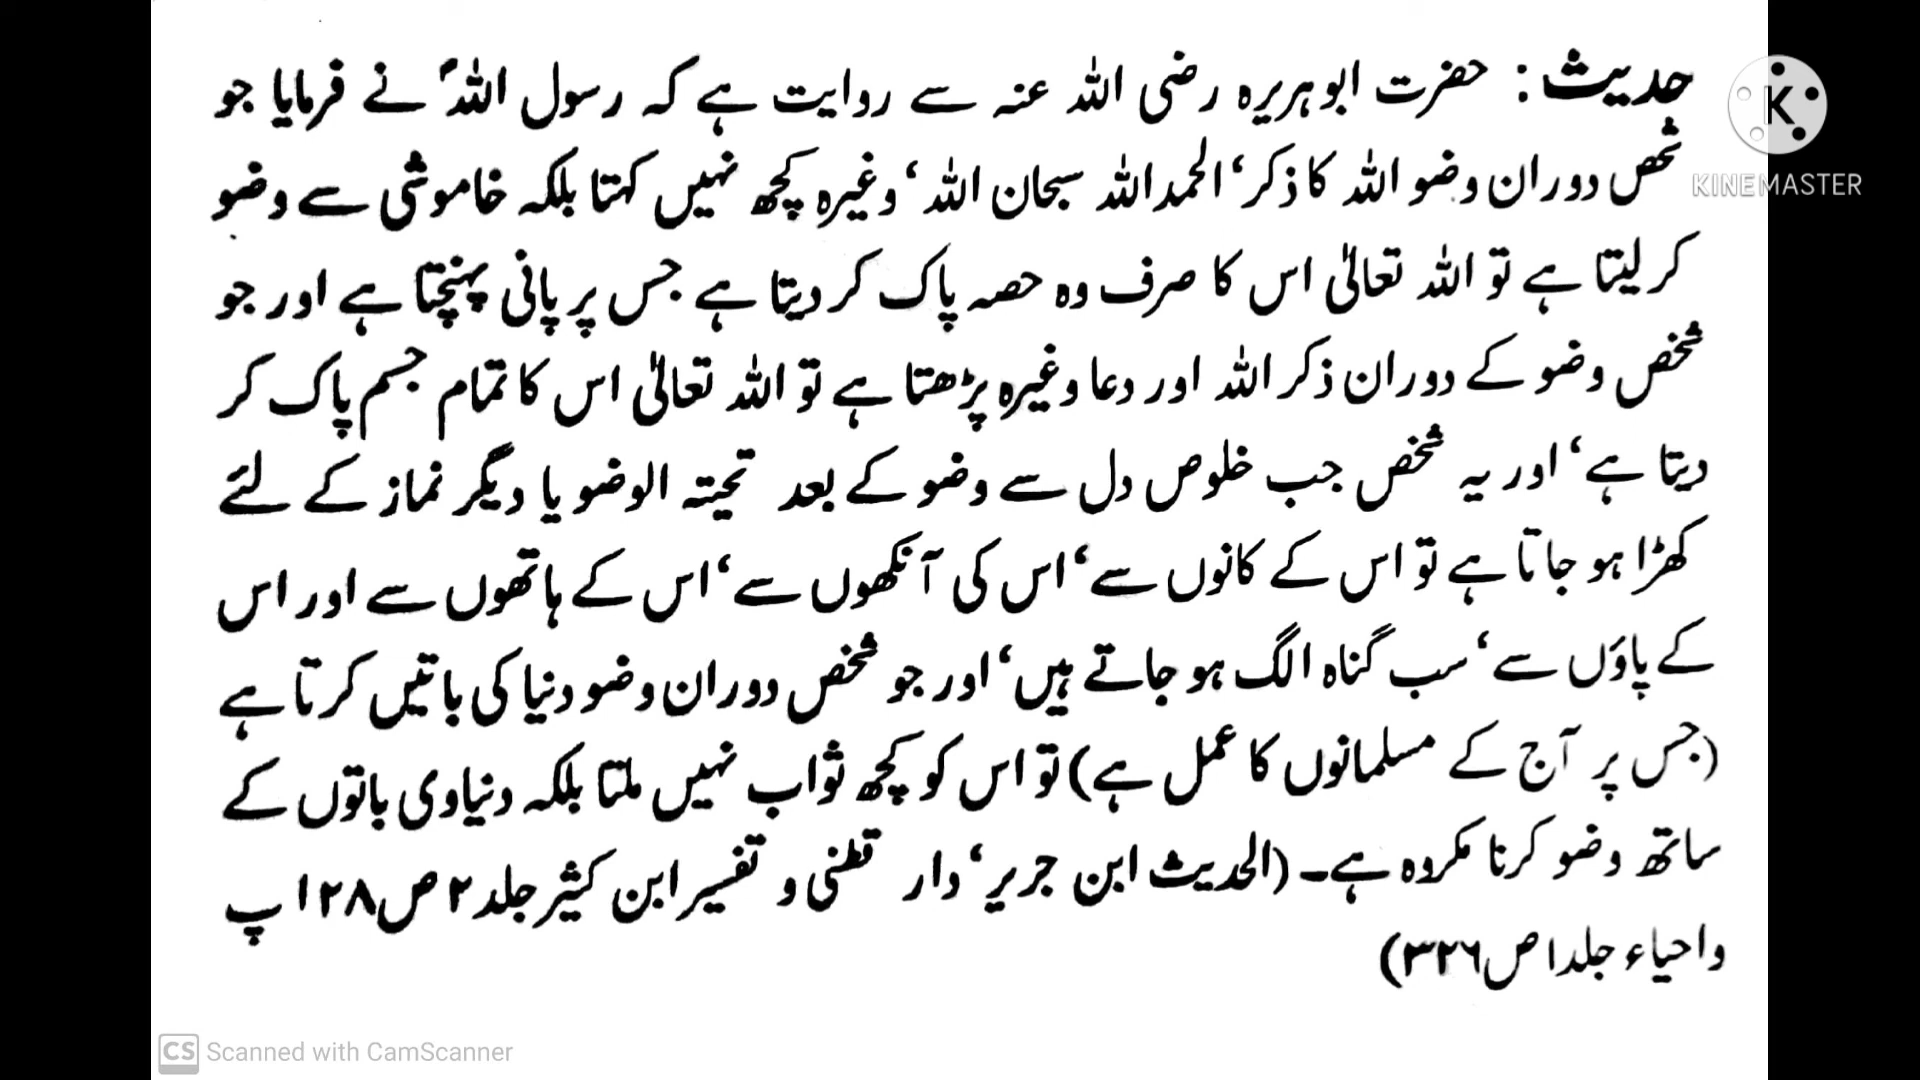 حدیث: حضرت ابوہریرہ رضی اللہ عنہ سے روایت ہے کہ رسول اللہؐ نے فرمایا جو
شخص دوران وضو اللہ کا ذکر‘ الحمداللہ سبحان اللہ‘ وغیرہ کچھ نہیں کہتا بلکہ خاموشی سے وضو
کر لیتا ہے تو اللہ تعالیٰ اس کا صرف وہ حصہ پاک کر دیتا ہے جس پر پانی پہنچتا ہے اور جو
شخص وضو کے دوران ذکر اللہ اور دعا وغیرہ پڑھتا ہے تو اللہ تعالیٰ اس کا تمام جسم پاک کر
دیتا ہے‘ اور یہ شخص جب خلوص دل سے وضو کے بعد تحیتہ الوضو یا دیگر نماز کے لئے
کھڑا ہو جاتا ہے تو اس کے کانوں سے‘ اس کی آنکھوں سے‘ اس کے ہاتھوں سے اور اس
کے پاؤں سے‘ سب گناہ الگ ہو جاتے ہیں‘ اور جو شخص دوران وضو دنیا کی باتیں کرتا ہے
(جس پر آج کے مسلمانوں کا عمل ہے) تو اس کو کچھ ثواب نہیں ملتا بلکہ دنیاوی باتوں کے
ساتھ وضو کرنا مکروہ ہے۔ (الحدیث ابن جریر‘ دار قطنی و تفسیر ابن کثیر جلد ۲ ص ۱۲۸ پ
واحیاء جلد۱ ص۳۲۶)
K
KINEMASTER
CS Scanned with CamScanner